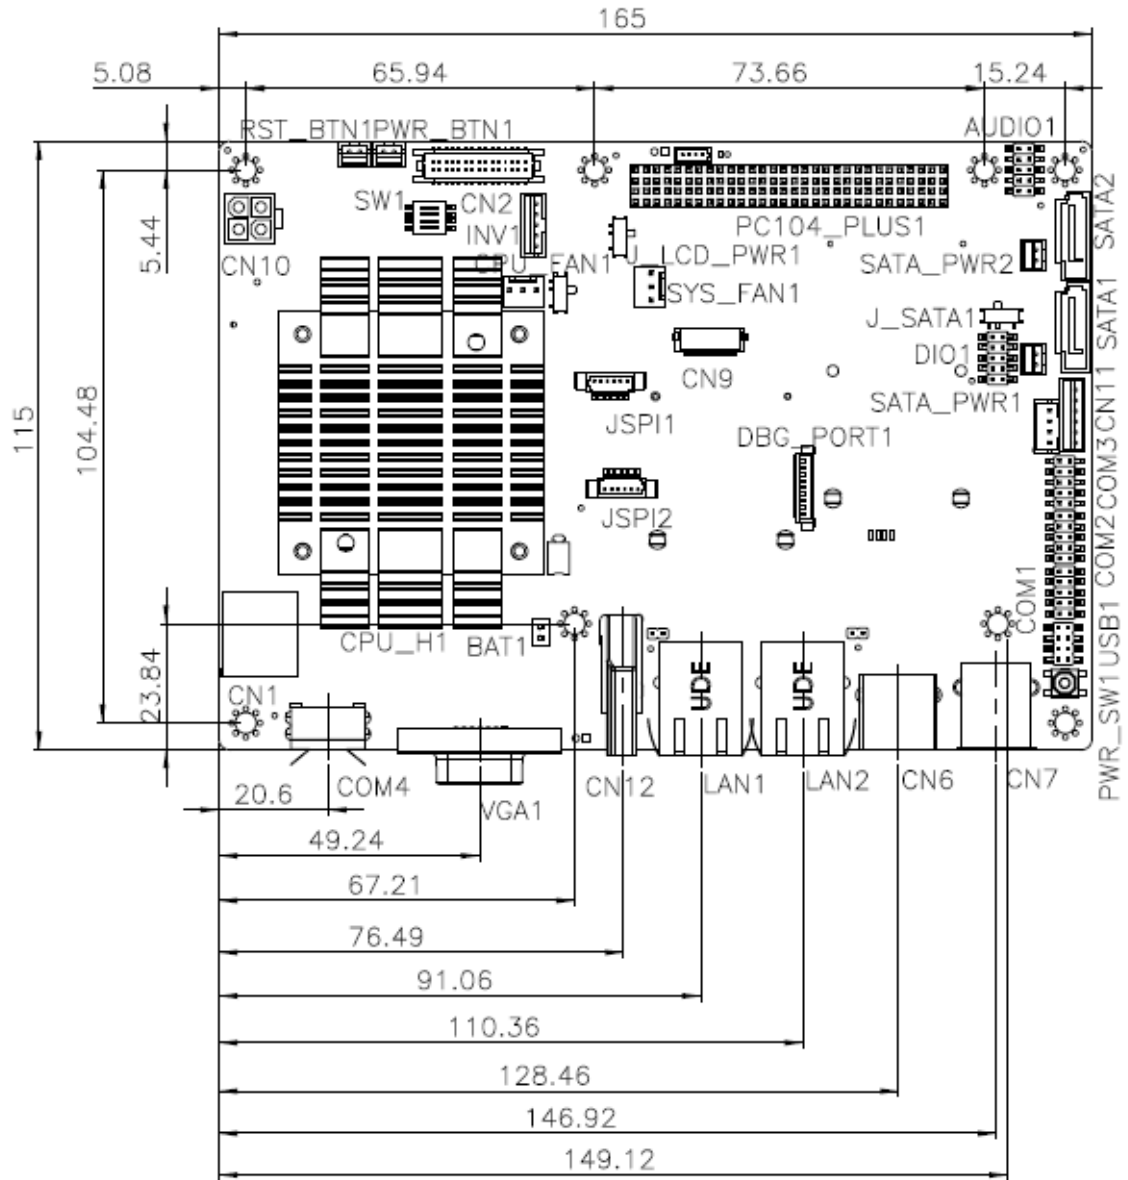 165
5.08
65.94
73.66
15.24
RST_BTN1
PWR_BTN1
AUDIO1
SW1
CN2
INV1
CN10
CPU_FAN1
PC104_PLUS1
J_LCD_PWR1
SYS_FAN1
SATA_PWR2
SATA2
J_SATA1
SATA1
DIO1
SATA_PWR1
CN9
JSPI1
DBG_PORT1
JSPI2
CN11
COM3
COM2
COM1
USB1
PWR_SW1
5.44
104.48
115
23.84
CPU_H1
BAT1
CN1
UDE
UDE
COM4
VGA1
CN12
LAN1
LAN2
CN6
CN7
20.6
49.24
67.21
76.49
91.06
110.36
128.46
146.92
149.12